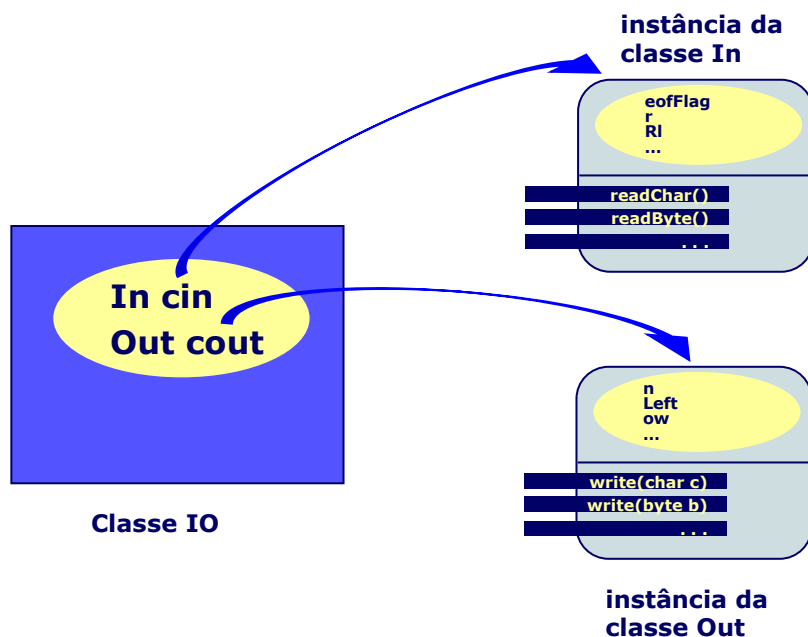 instância da
classe In
eofFlag
r
Rl
...
readChar()
readByte()
. . .
In cin
Out cout
Classe IO
n
Left
ow
...
write(char c)
write(byte b)
. . .
instância da
classe Out